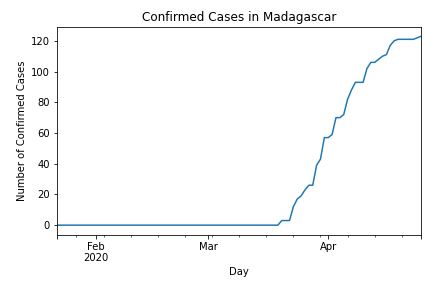 Confirmed Cases in Madagascar
Number of Confirmed Cases
120
100
80
60
40
20
0
Feb
2020
Mar
Apr
Day